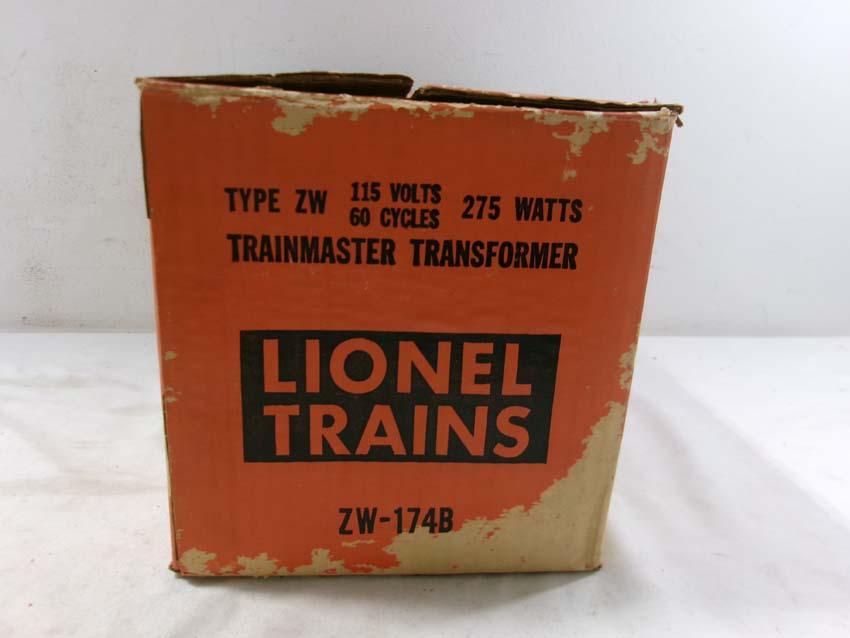 TYPE ZW 115 VOLTS 275 WATTS
60 CYCLES
TRAINMASTER TRANSFORMER
LIONEL
TRAINS
ZW-174B